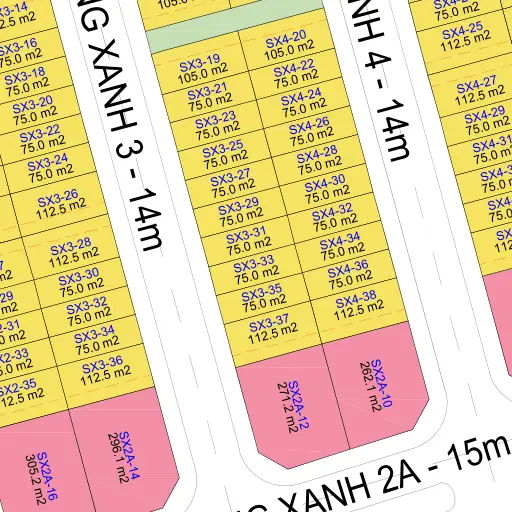 105.0
75.0 m2
SX4-25
112.5 m2
SX3-16
75.0 m2
SX3-18
75.0 m2
SX3-20
75.0 m2
SX3-22
75.0 m2
SX3-24
75.0 m2
SX3-26
112.5 m2
SX3-28
112.5 m2
SX3-30
75.0 m2
SX3-32
75.0 m2
SX3-34
75.0 m2
SX3-36
112.5 m2
SX2A-14
296.1 m2
SX2A-16
305.2 m2
NG XANH 3 - 14m
SX3-19
105.0 m2
SX3-21
75.0 m2
SX3-23
75.0 m2
SX3-25
75.0 m2
SX3-27
75.0 m2
SX3-29
75.0 m2
SX3-31
75.0 m2
SX3-33
75.0 m2
SX3-35
75.0 m2
SX3-37
112.5 m2
SX2A-12
271.2 m2
SX4-20
105.0 m2
SX4-22
75.0 m2
SX4-24
75.0 m2
SX4-26
75.0 m2
SX4-28
75.0 m2
SX4-30
75.0 m2
SX4-32
75.0 m2
SX4-34
75.0 m2
SX4-36
75.0 m2
SX4-38
112.5 m2
SX2A-10
262.1 m2
NH 4 - 14m
SX4-27
112.5 m2
SX4-29
75.0 m2
SX4-31
75.0 m
XANH 2A - 15m